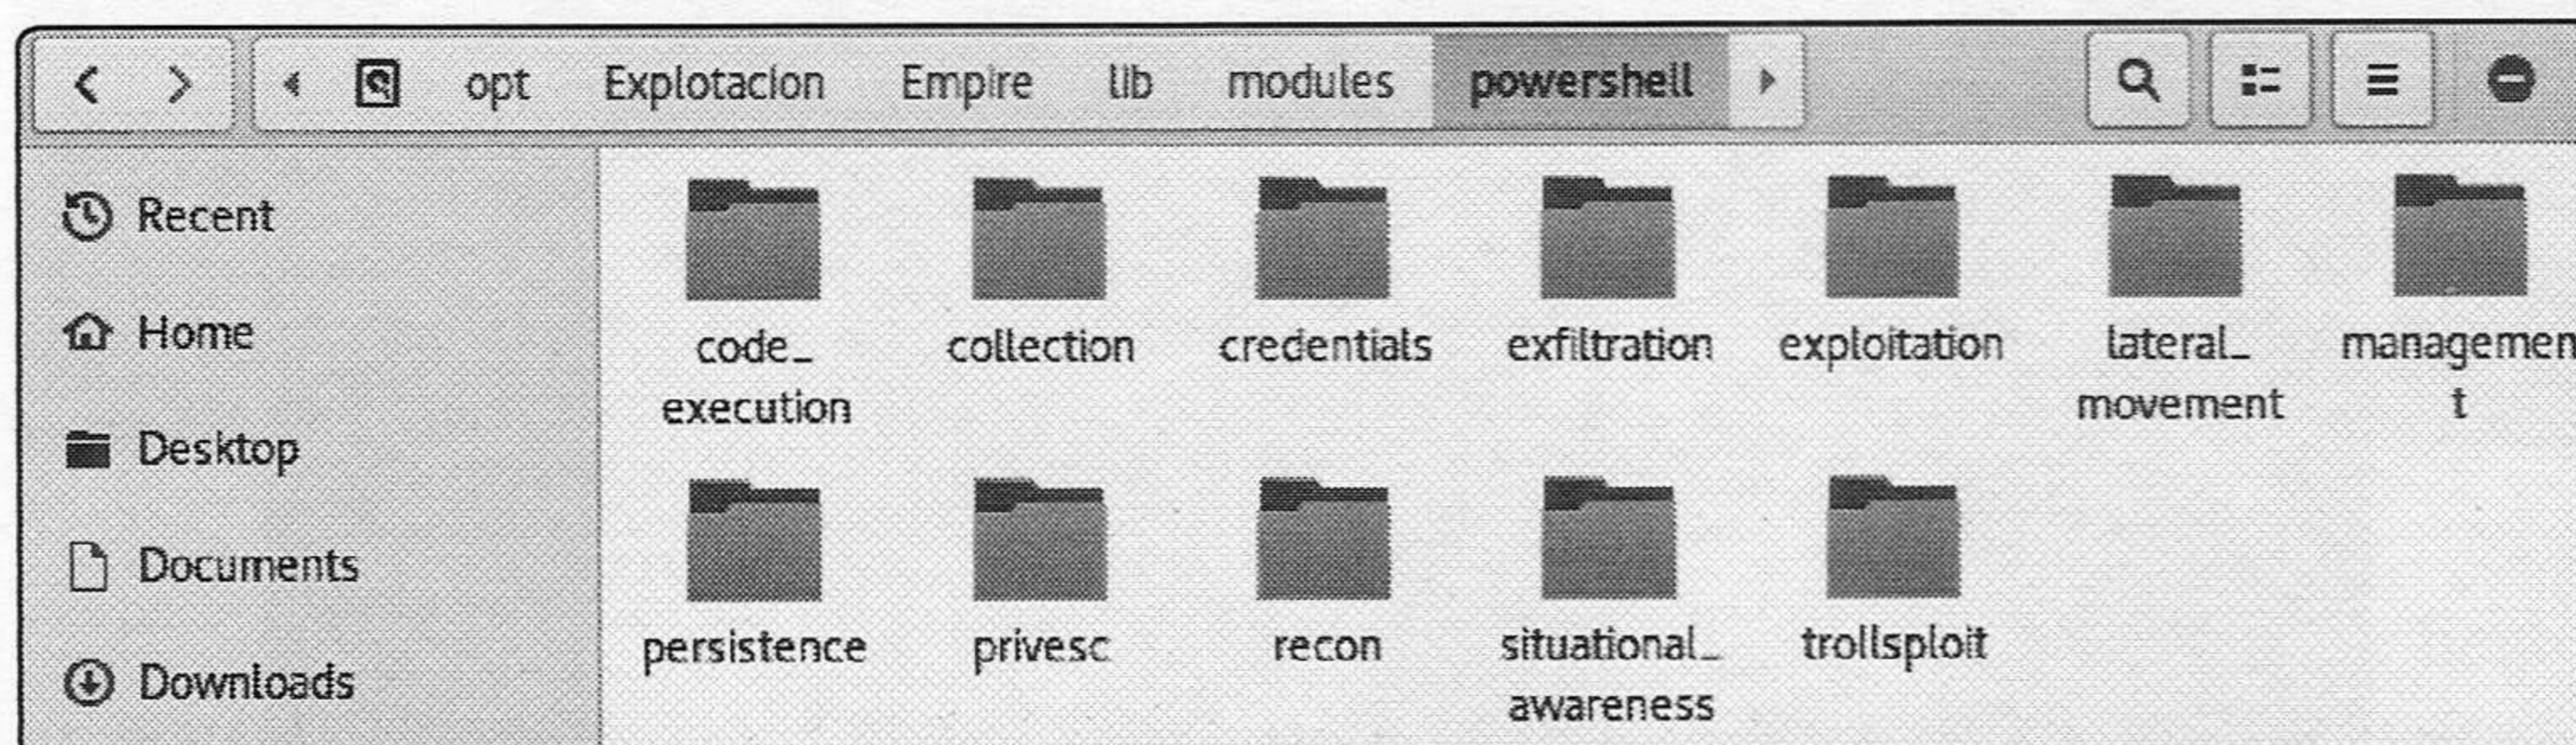 opt Explotacion Empire lib modules powershell
Recent
Home
Desktop
Documents
Downloads
code_
execution
collection
credentials
exfiltration
exploitation
lateral_
movement
managemen
t
persistence
privesc
recon
situational_
awareness
trollsploit